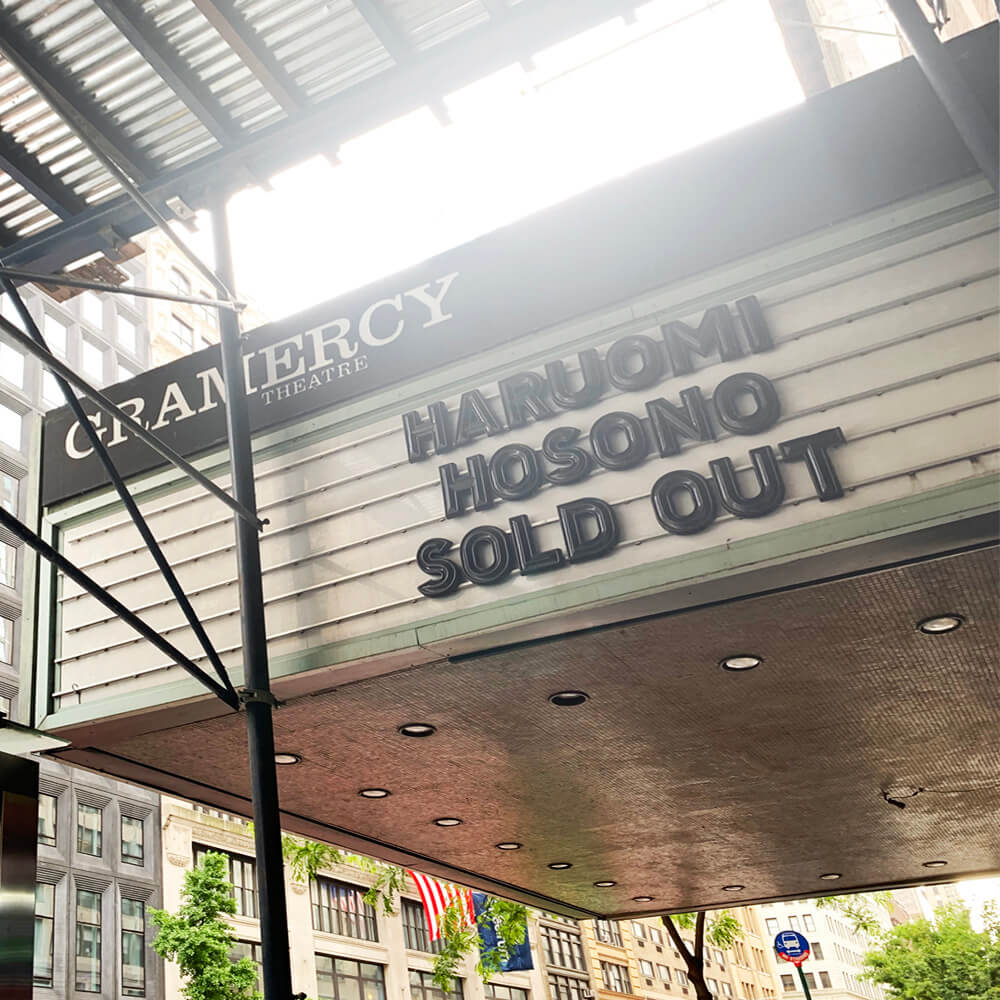 GRAMERCY
THEATRE
HARUOMI
HOSONO
SOLD OUT